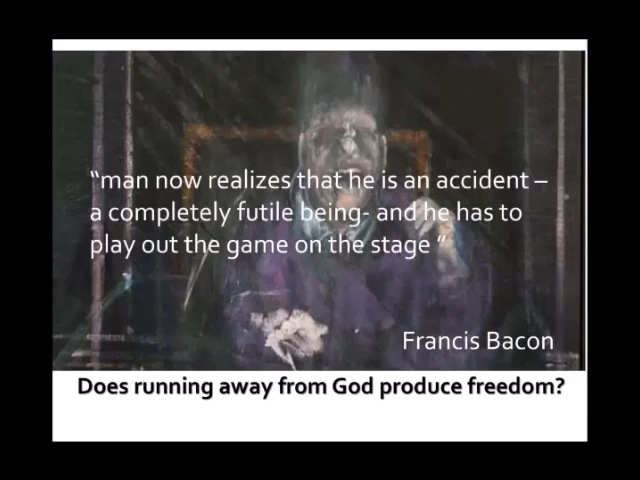 “man now realizes that he is an accident –
a completely futile being- and he has to
play out the game on the stage “
Francis Bacon
Does running away from God produce freedom?